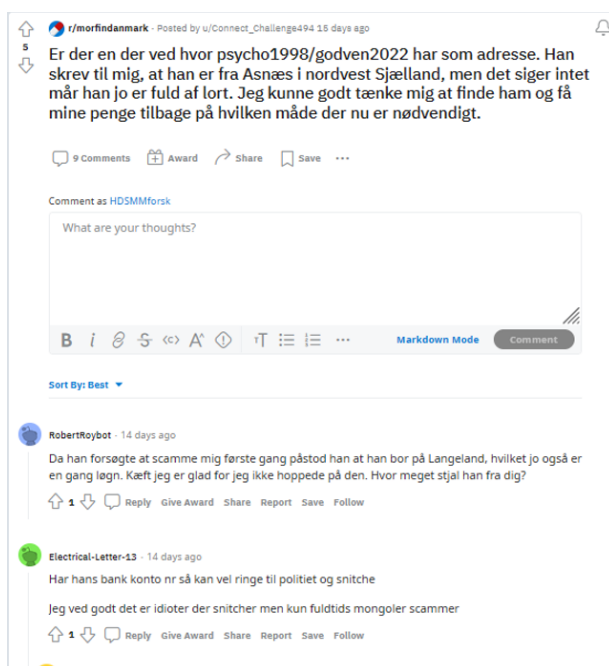 r/morfindanmark · Posted by u/Connect_Challenge494 15 days ago
5
Er der en der ved hvor psycho1998/godven2022 har som adresse. Han
skrev til mig, at han er fra Asnæs i nordvest Sjælland, men det siger intet
mår han jo er fuld af lort. Jeg kunne godt tænke mig at finde ham og få
mine penge tilbage på hvilken måde der nu er nødvendigt.
9 Comments Award Share Save ...
Comment as HDSMMforsk
What are your thoughts?
B i S <c> A^ T ... Markdown Mode Comment
Sort By: Best
RobertRoybot · 14 days ago
Da han forsøgte at scamme mig første gang påstod han at han bor på Langeland, hvilket jo også er
en gang løgn. Kæft jeg er glad for jeg ikke hoppede på den. Hvor meget stjal han fra dig?
1 Reply Give Award Share Report Save Follow
Electrical-Letter-13 · 14 days ago
Har hans bank konto nr så kan vel ringe til politiet og snitche
Jeg ved godt det er idioter der snitcher men kun fuldtids mongoler scammer
1 Reply Give Award Share Report Save Follow